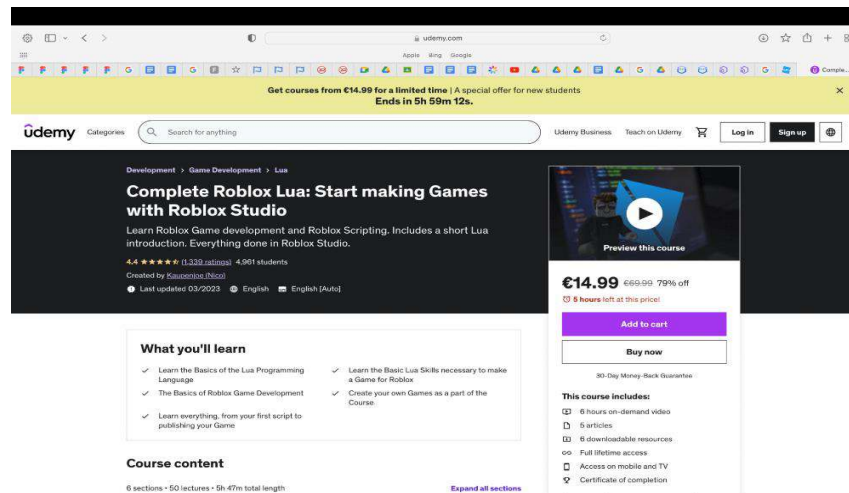 udemy.com
Apple Bing Google
Comple...
Get courses from €14.99 for a limited time | A special offer for new students
Ends in 5h 59m 12s.
ûdemy Categories Search for anything Udemy Business Teach on Udemy Log in Sign up
Development > Game Development > Lua
Complete Roblox Lua: Start making Games
with Roblox Studio
Learn Roblox Game development and Roblox Scripting. Includes a short Lua
introduction. Everything done in Roblox
Studio.
4.4 (1,339 ratings) 4,961 students
Created by Kaupenjoe (Nico)
Last updated 03/2023 English English [Auto]
Preview this course
€14.99 €69.99 79% off
5 hours left at this price!
Add to cart
Buy now
30-Day Money-Back Guarantee
This course includes:
6 hours on-demand video
5 articles
6 downloadable resources
Full lifetime access
Access on mobile and TV
Certificate of completion
What you'll learn
Learn the Basics of the Lua Programming
Language
The Basics of Roblox Game Development
Learn everything, from your first script to
publishing your Game
Learn the Basic Lua Skills necessary to make
a Game for Roblox
Create your own Games as a part of the
Course
Course content
6 sections • 50 lectures • 5h 47m total length Expand all sections